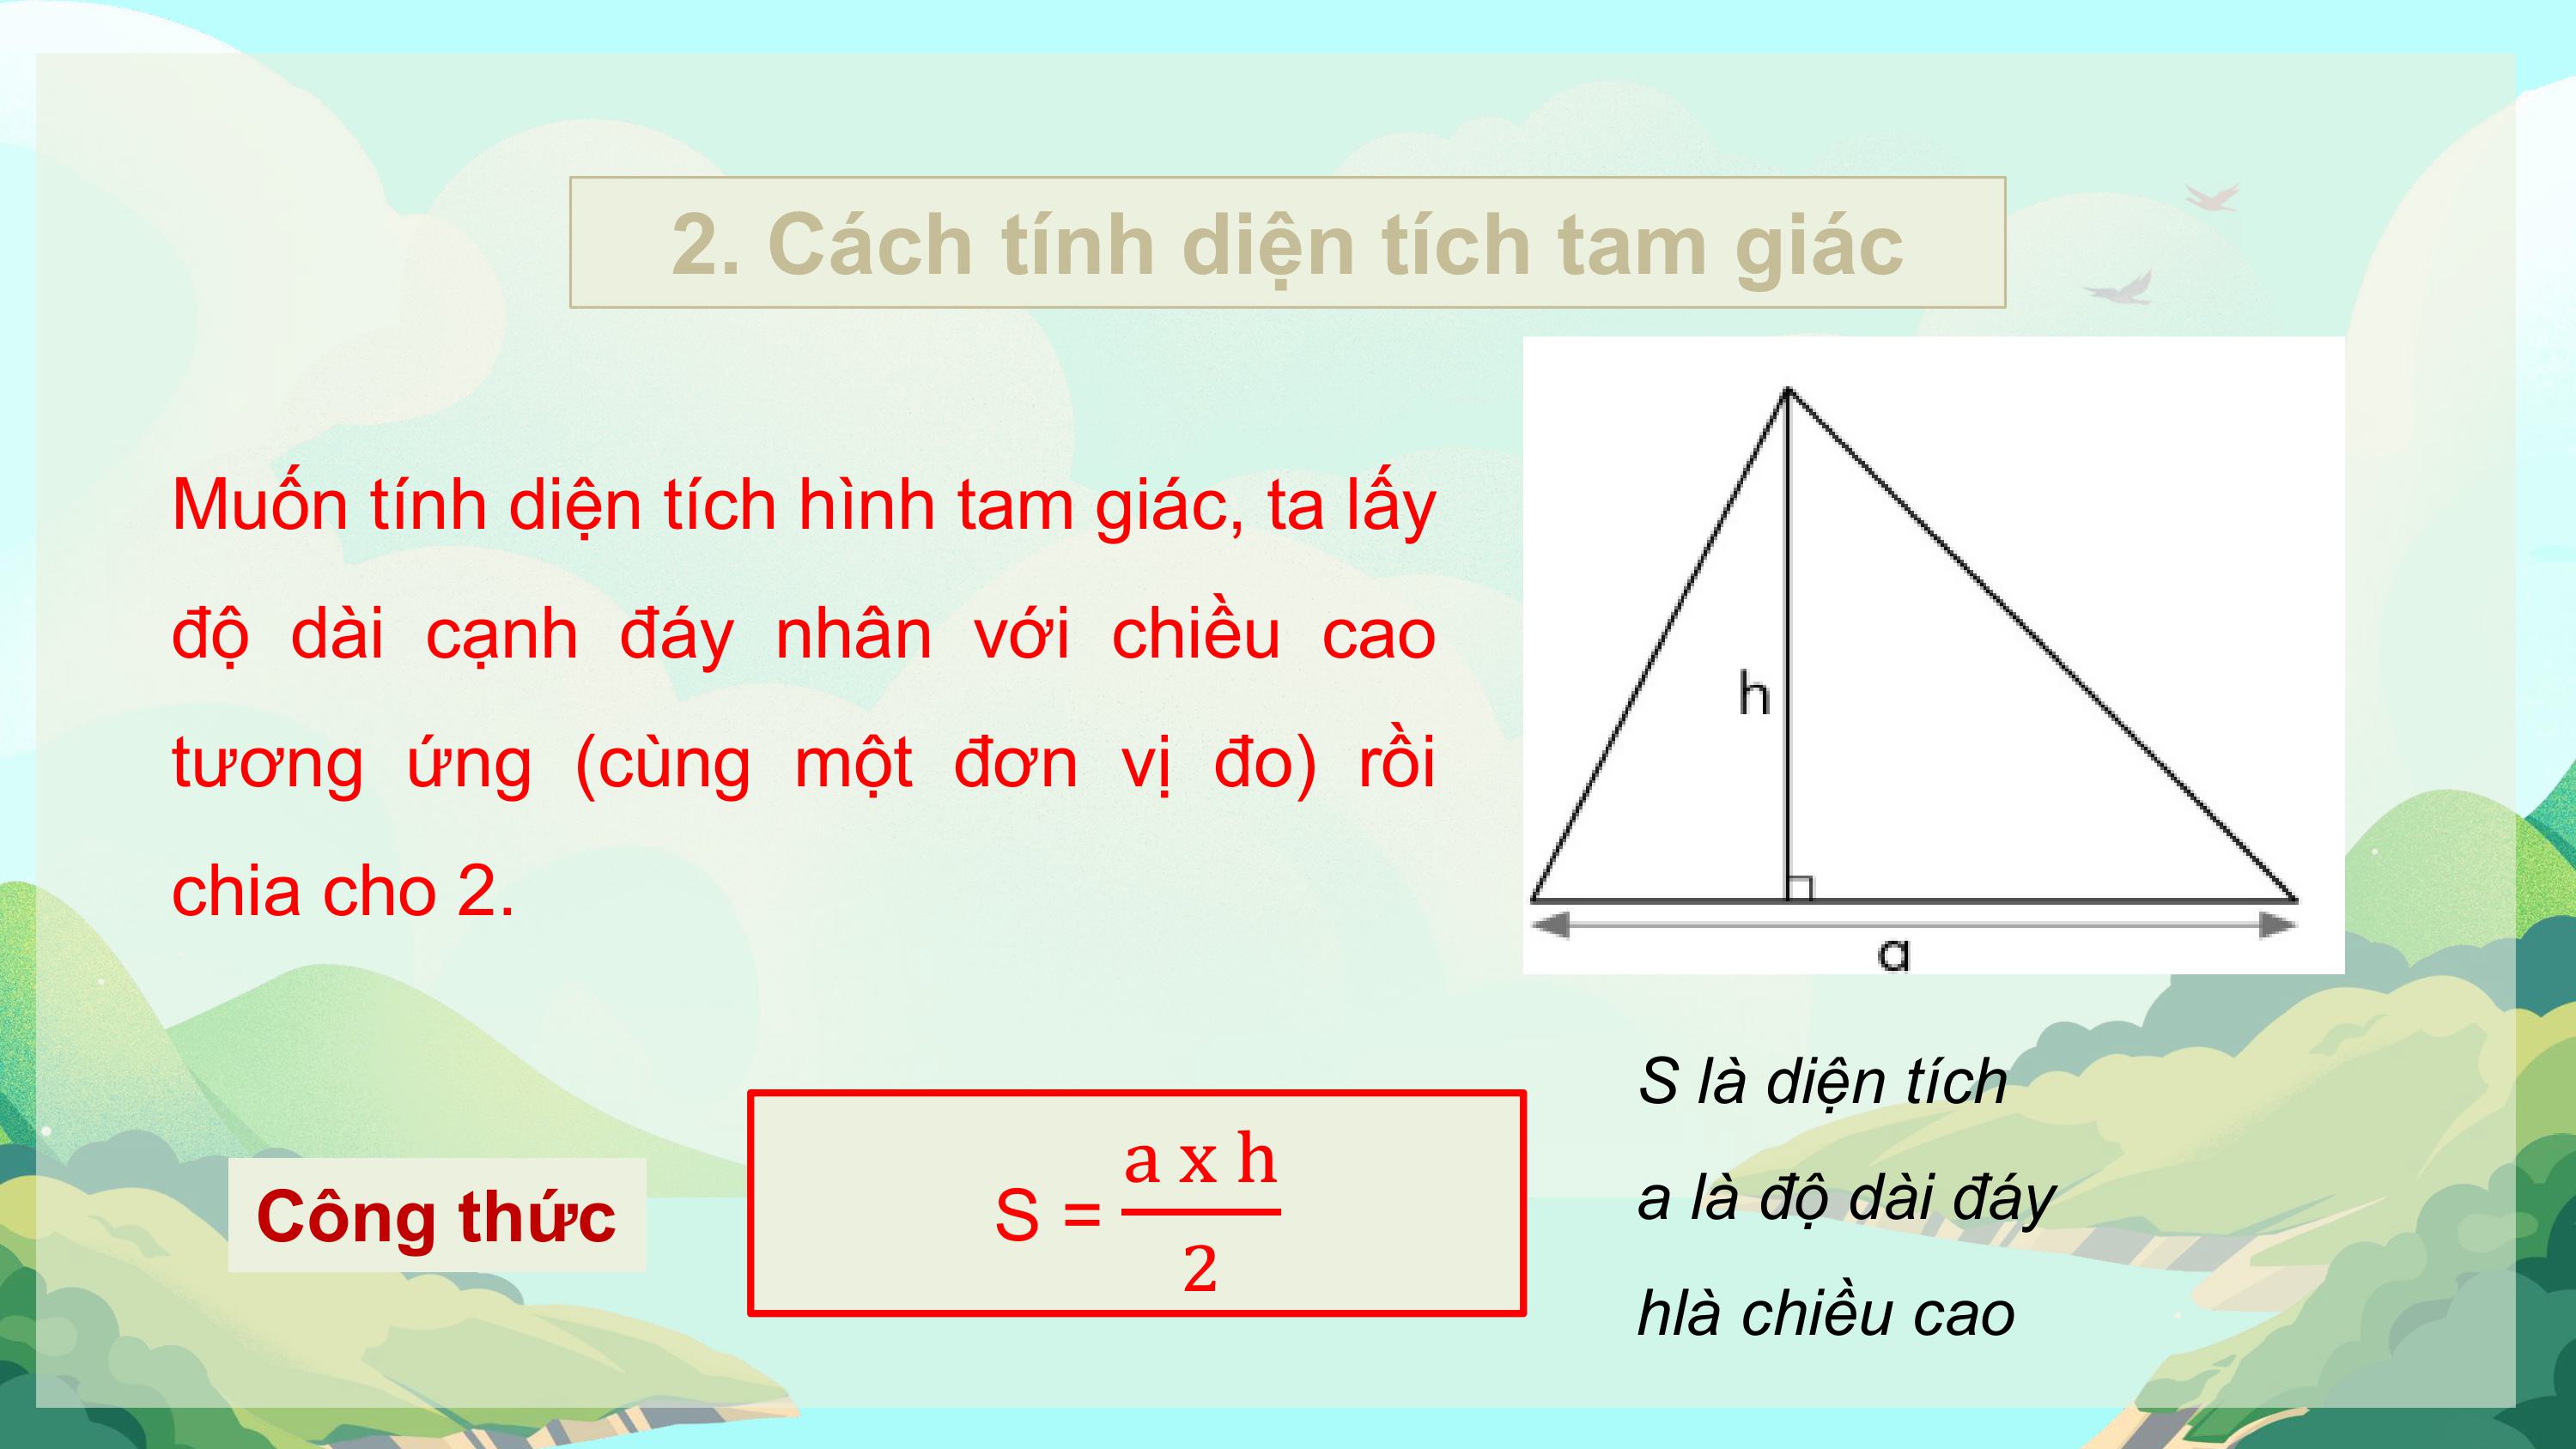 2. Cách tính diện tích tam giác
Muốn tính diện tích hình tam giác, ta lấy
độ dài cạnh đáy nhân với chiều cao
tương ứng (cùng một đơn vị đo) rồi
chia cho 2.
h
a
Công thức
S = a x h / 2
S là diện tích
a là độ dài đáy
hlà chiều cao